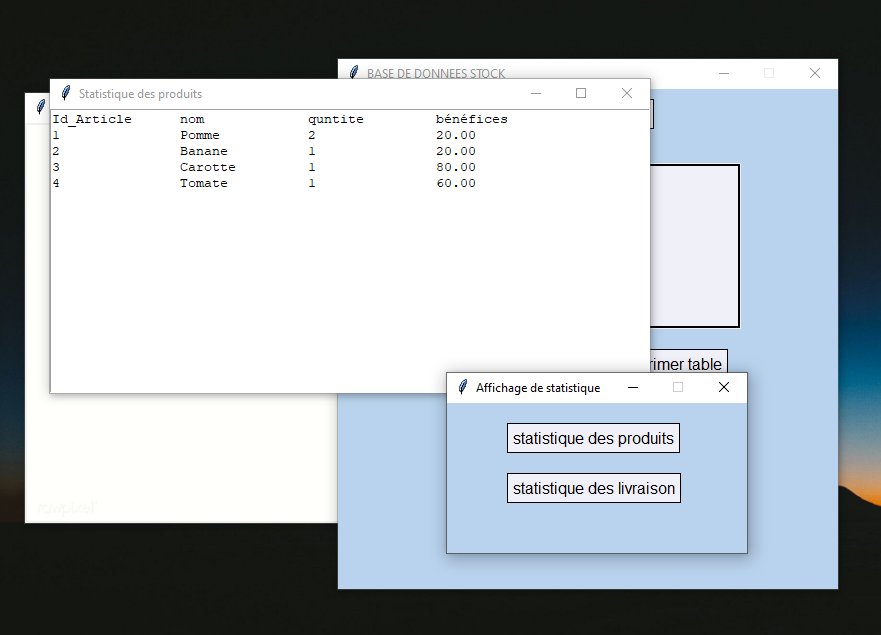 BASE DE DONNEES STOCK
Statistique des produits
Id_Article nom quntite bénéfices
1 Pomme 2 20.00
2 Banane 1 20.00
3 Carotte 1 80.00
4 Tomate 1 60.00
rimer table
Affichage de statistique
statistique des produits
statistique des livraison